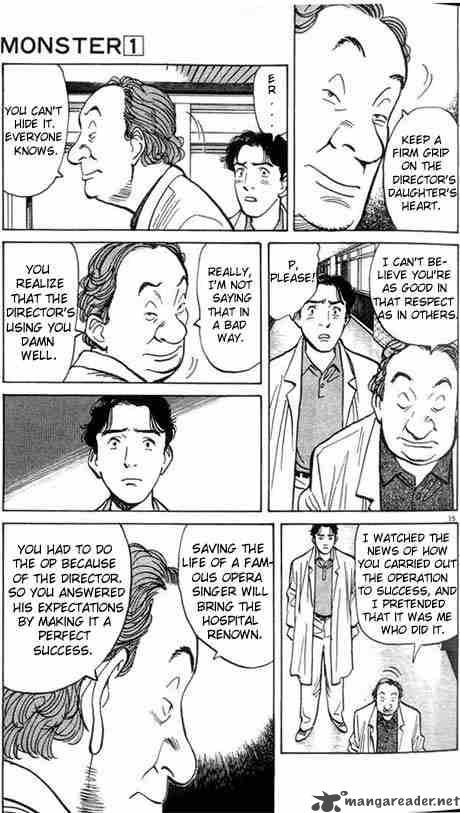 MONSTER 1
KEEP A
FIRM GRIP
ON THE
DIRECTOR'S
DAUGHTER'S
HEART.
ER...
YOU CAN'T
HIDE IT.
EVERYONE
KNOWS.
I CAN'T BE-
LIEVE YOU'RE
AS GOOD IN
THAT RESPECT
AS IN OTHERS.
P,
PLEASE!
REALLY,
I'M NOT
SAYING
THAT IN
A BAD
WAY.
YOU
REALIZE
THAT THE
DIRECTOR'S
USING YOU
DAMN
WELL.
I WATCHED THE
NEWS OF HOW
YOU CARRIED OUT
THE OPERATION
TO SUCCESS, AND
I PRETENDED
THAT IT WAS ME
WHO DID IT.
SAVING THE
LIFE OF A FAM-
OUS OPERA
SINGER WILL
BRING THE
HOSPITAL
RENOWN.
YOU HAD TO DO
THE OP BECAUSE
OF THE DIRECTOR.
SO YOU ANSWERED
HIS EXPECTATIONS
BY MAKING IT A
PERFECT
SUCCESS.
mangareader.net